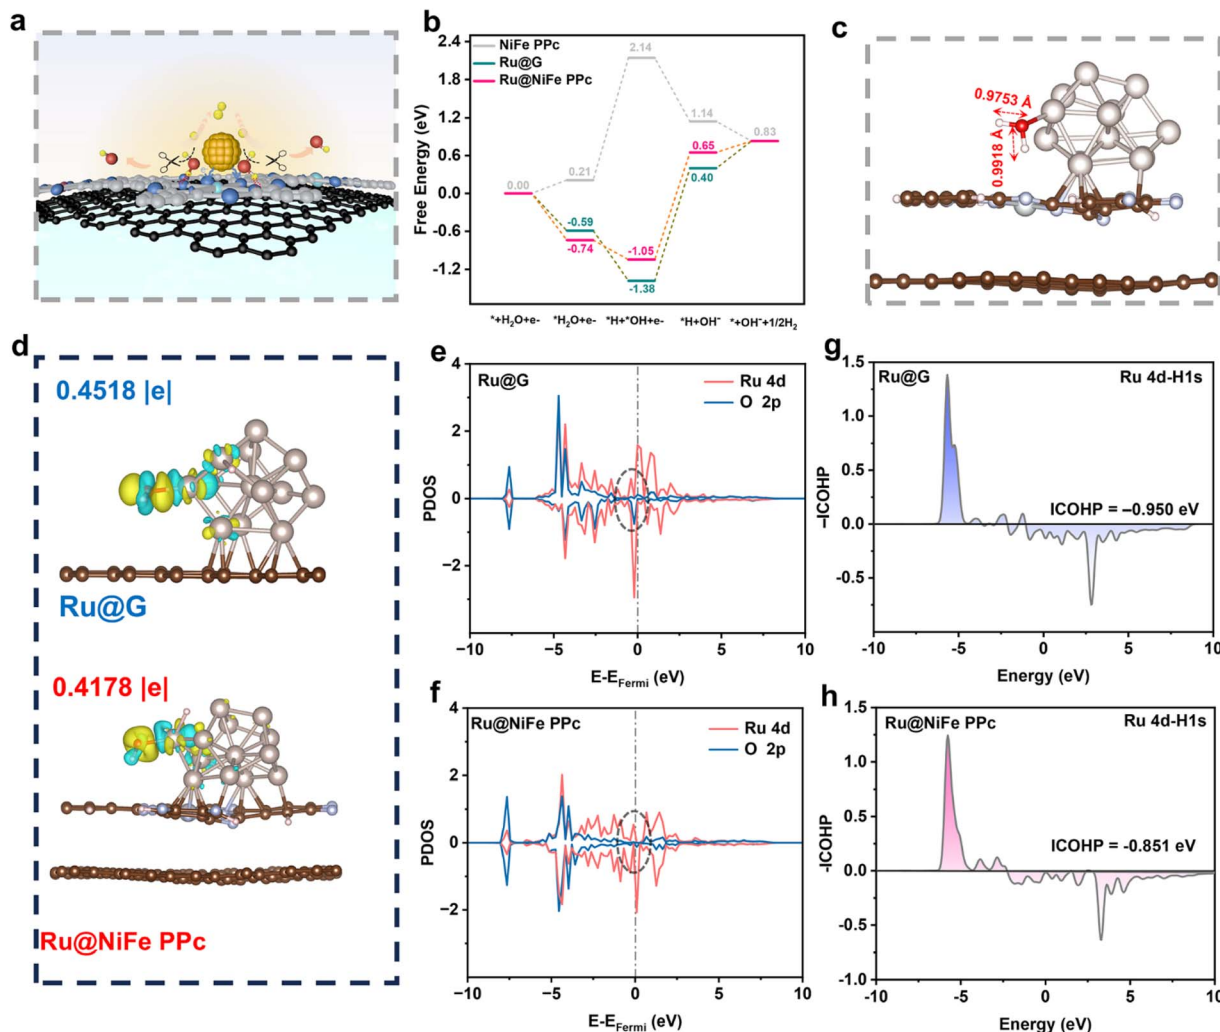 a
b
2.4
1.8
1.2
0.6
0.0
-0.6
-1.2
Free Energy (eV)
NiFe PPc
Ru@G
Ru@NiFe PPc
0.00
0.21
-0.59
-0.74
2.14
-1.05
-1.38
1.14
0.65
0.40
0.83
*+H₂O+e-
*H₂O+e-
*H+*OH+e-
*H+OH⁻
*+OH⁻+1/2H₂
c
0.9753 Å
0.9918 Å
d
0.4518 |e|
Ru@G
0.4178 |e|
Ru@NiFe PPc
e
Ru@G
Ru 4d
O 2p
PDOS
4
2
0
−2
−10
−5
0
5
10
E-E_Fermi (eV)
f
Ru@NiFe PPc
Ru 4d
O 2p
PDOS
4
2
0
−2
−4
−10
−5
0
5
10
E-E_Fermi (eV)
g
Ru@G
Ru 4d-H1s
ICOHP = −0.950 eV
−ICOHP
1.5
1.0
0.5
0.0
-0.5
-10
-5
0
5
10
Energy (eV)
h
Ru@NiFe PPc
Ru 4d-H1s
ICOHP = -0.851 eV
-ICOHP
1.5
1.0
0.5
0.0
-0.5
-1.0
-10
-5
0
5
10
Energy (eV)